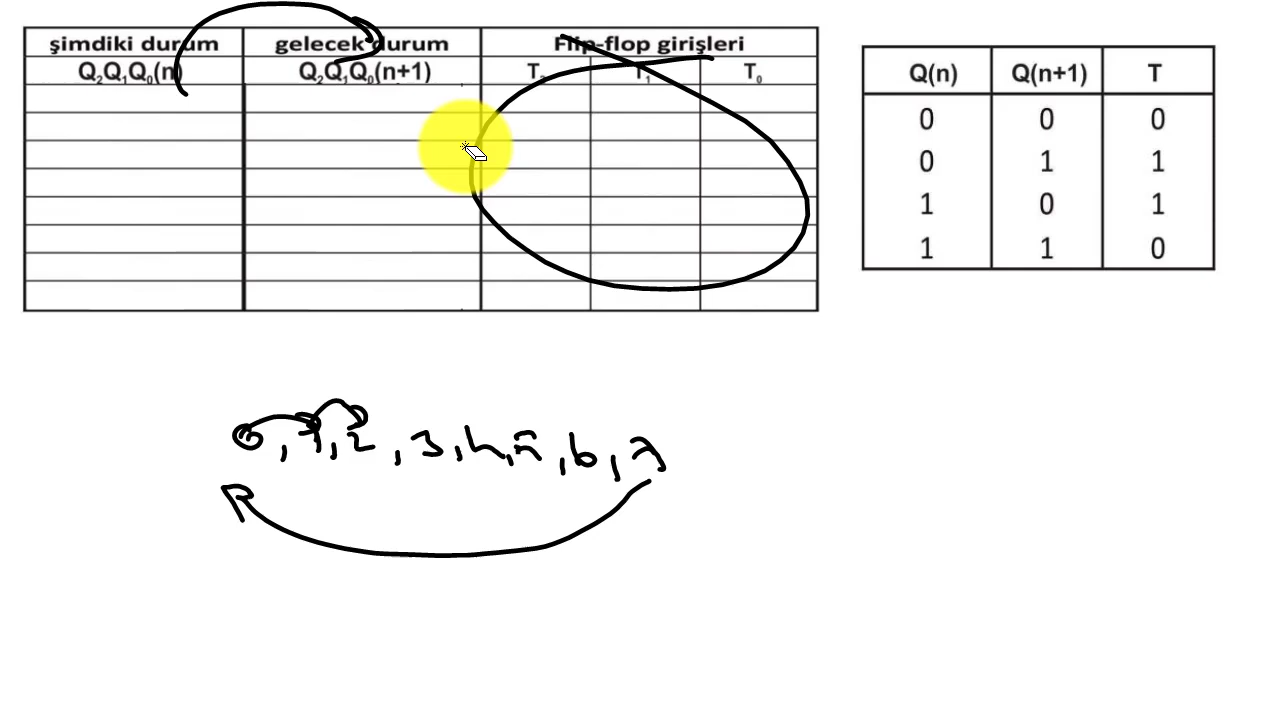 şimdiki durum gelecek durum Flip-flop girişleri
Q₂Q₁Q₀(n) Q₂Q₁Q₀(n+1) T₂ T₁ T₀
Q(n) Q(n+1) T
0 0 0
0 1 1
1 0 1
1 1 0
0, 1, 2, 3, 4, 5, 6, 7